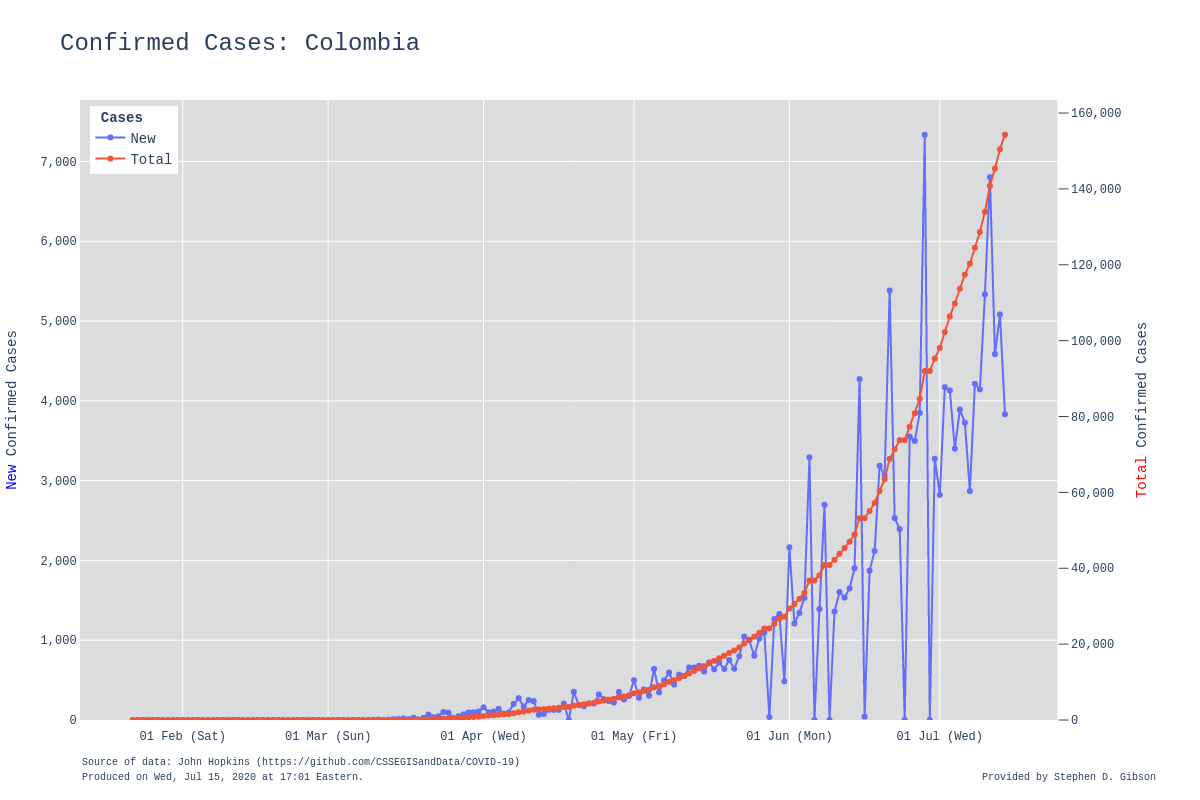 Confirmed Cases: Colombia
Cases
New
Total
7,000
6,000
5,000
4,000
3,000
2,000
1,000
0
New Confirmed Cases
160,000
140,000
120,000
100,000
80,000
60,000
40,000
20,000
0
Total Confirmed Cases
01 Feb (Sat) 01 Mar (Sun) 01 Apr (Wed) 01 May (Fri) 01 Jun (Mon) 01 Jul (Wed)
Source of data: John Hopkins (https://github.com/CSSEGISandData/COVID-19)
Produced on Wed, Jul 15, 2020 at 17:01 Eastern.
Provided by Stephen D. Gibson